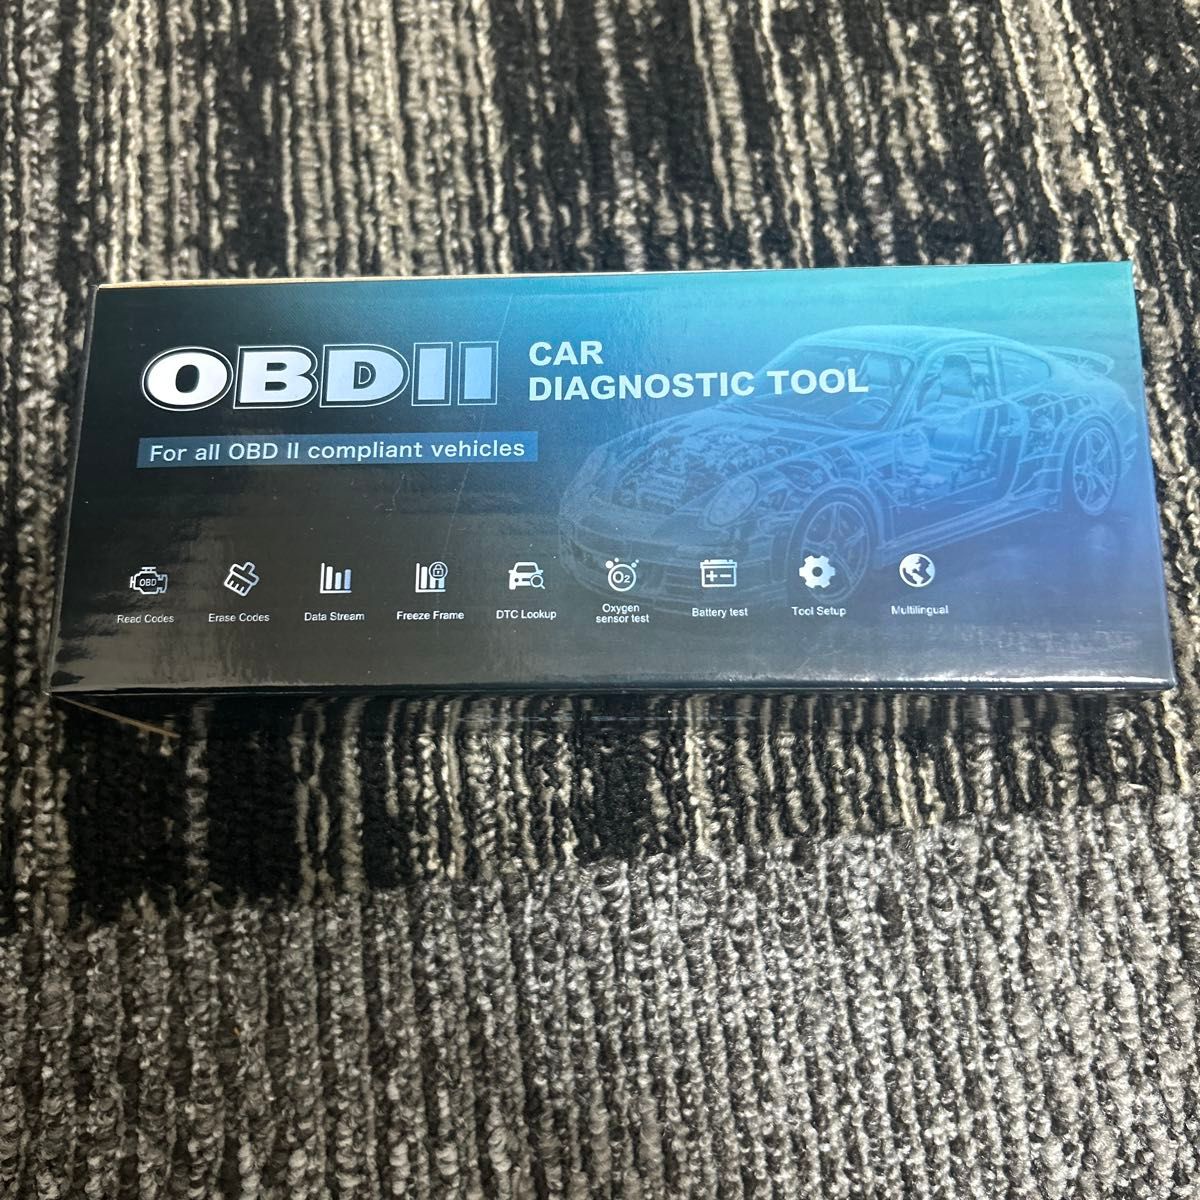 OBDII
CAR
DIAGNOSTIC TOOL
For all OBD II compliant vehicles
OBD
O2
Read Codes
Erase Codes
Data Stream
Freeze Frame
DTC Lookup
Oxygen
sensor test
Battery test
Tool Setup
Multilingual